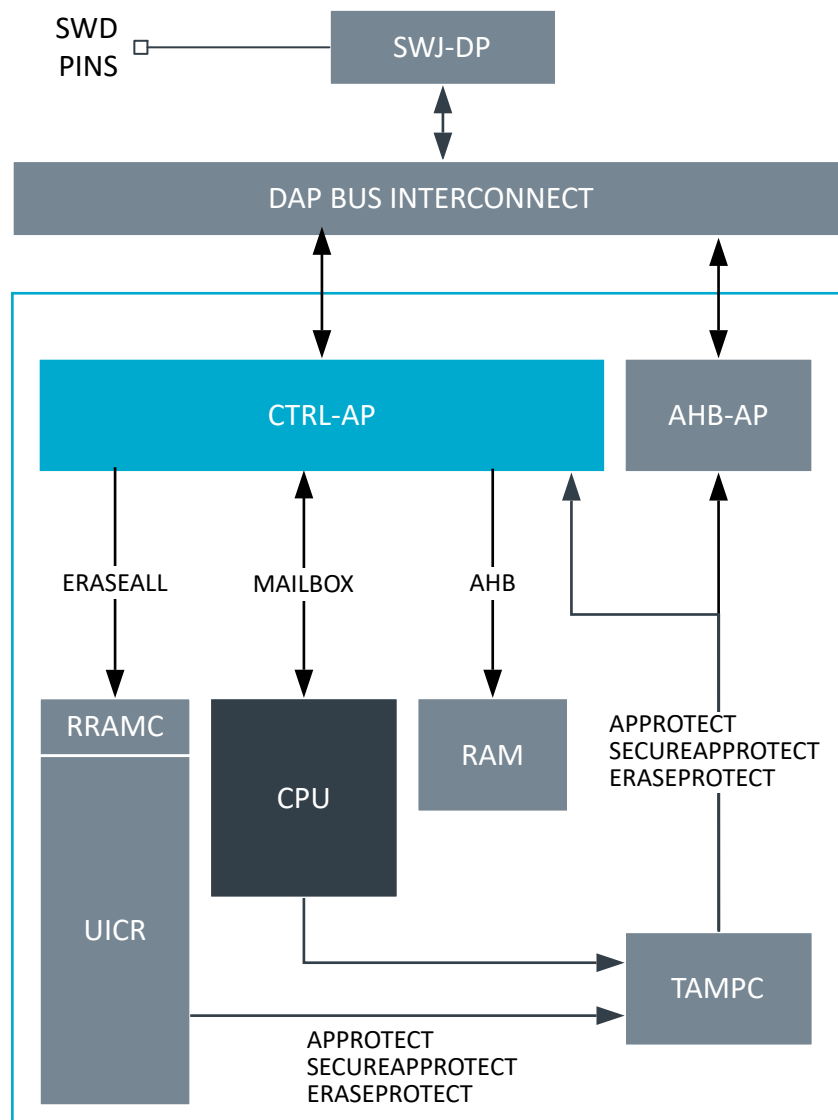 SWD
PINS
SWJ-DP
DAP BUS INTERCONNECT
CTRL-AP
AHB-AP
ERASEALL
MAILBOX
AHB
RRAMC
CPU
RAM
APPROTECT
SECUREAPPROTECT
ERASEPROTECT
UICR
TAMPC
APPROTECT
SECUREAPPROTECT
ERASEPROTECT